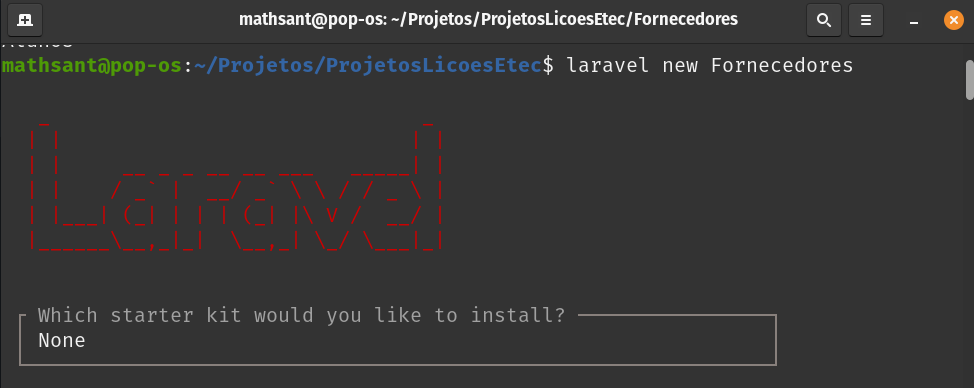 mathsant@pop-os: ~/Projetos/ProjetosLicoesEtec/Fornecedores
mathsant@pop-os:~/Projetos/ProjetosLicoesEtec$ laravel new Fornecedores
Laravel
Which starter kit would you like to install?
None